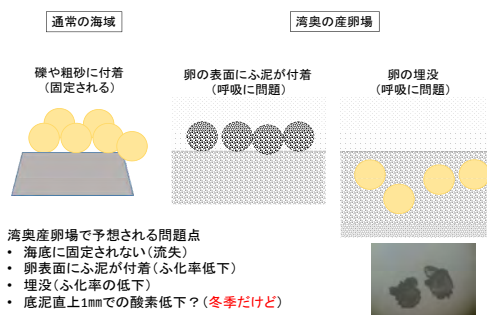 通常の海域
湾奥の産卵場
礫や粗砂に付着
(固定される)
卵の表面にふ泥が付着
(呼吸に問題)
卵の埋没
(呼吸に問題)
湾奥産卵場で予想される問題点
• 海底に固定されない(流失)
• 卵表面にふ泥が付着(ふ化率低下)
• 埋没(ふ化率の低下)
• 底泥直上1mmでの酸素低下?(冬季だけど)